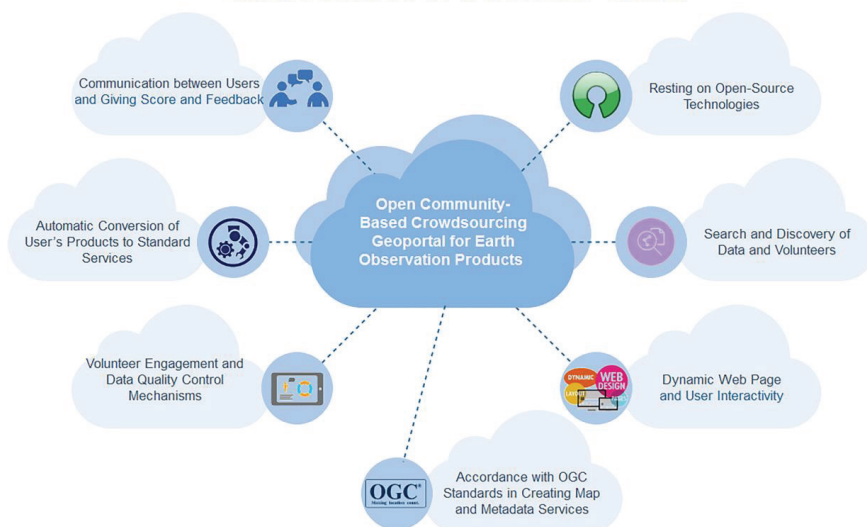 Communication between Users
and Giving Score and Feedback
Resting on Open-Source
Technologies
Open Community-
Based Crowdsourcing
Geoportal for Earth
Observation Products
Automatic Conversion of
User's Products to Standard
Services
Search and Discovery of
Data and Volunteers
Volunteer Engagement and
Data Quality Control
Mechanisms
DYNAMIC
WEB
DESIGN
LAYOUT
Dynamic Web Page
and User Interactivity
OGC
Accordance with OGC
Standards in Creating Map
and Metadata Services